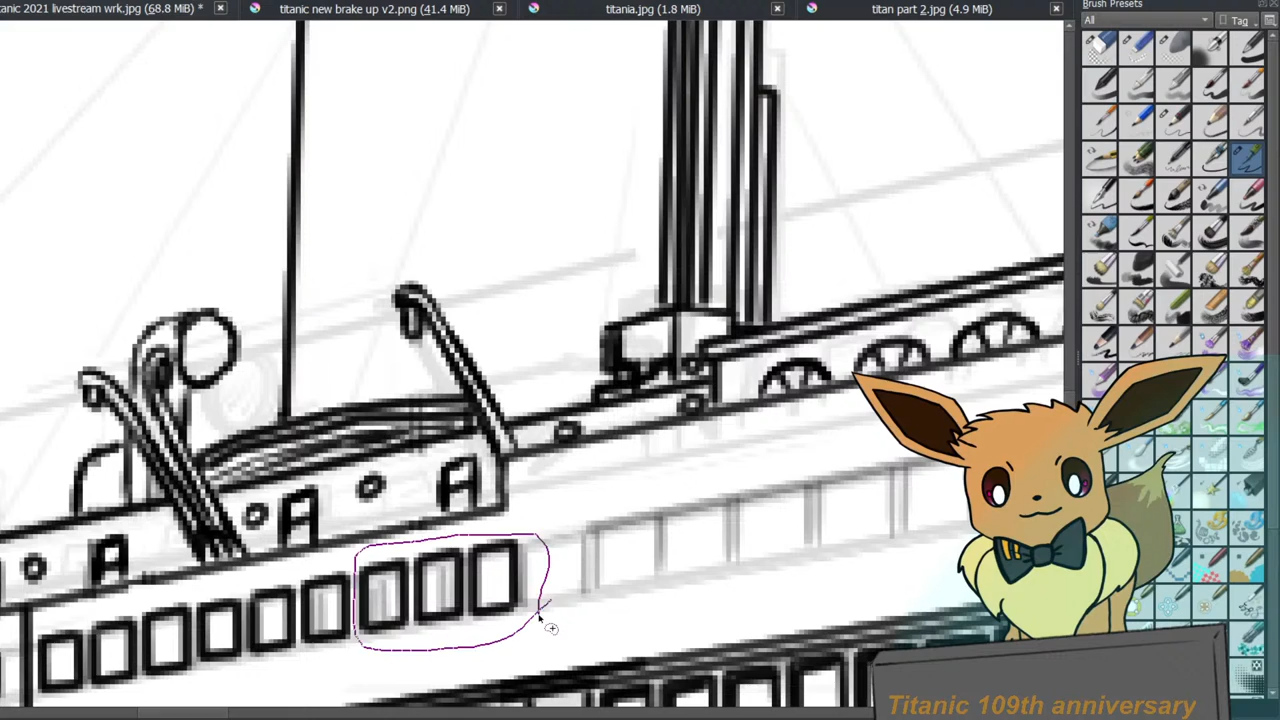 tanic 2021 livestream wrk.jpg (68.8 MiB) *
titanic new brake up v2.png (41.4 MiB)
titania.jpg (1.8 MiB)
titan part 2.jpg (4.9 MiB)
Brush Presets
All
Tag
A
A
A
Titanic 109th anniversary